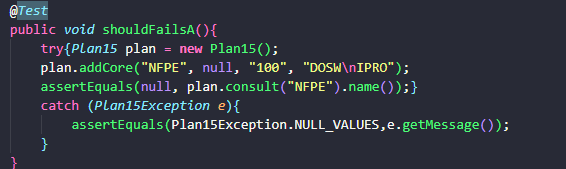 @Test
public void shouldFailsA(){
try{Plan15 plan = new Plan15();
plan.addCore("NFPE", null, "100", "DOSW\nIPRO");
assertEquals(null, plan.consult("NFPE").name());}
catch (Plan15Exception e){
assertEquals(Plan15Exception.NULL_VALUES,e.getMessage());
}
}